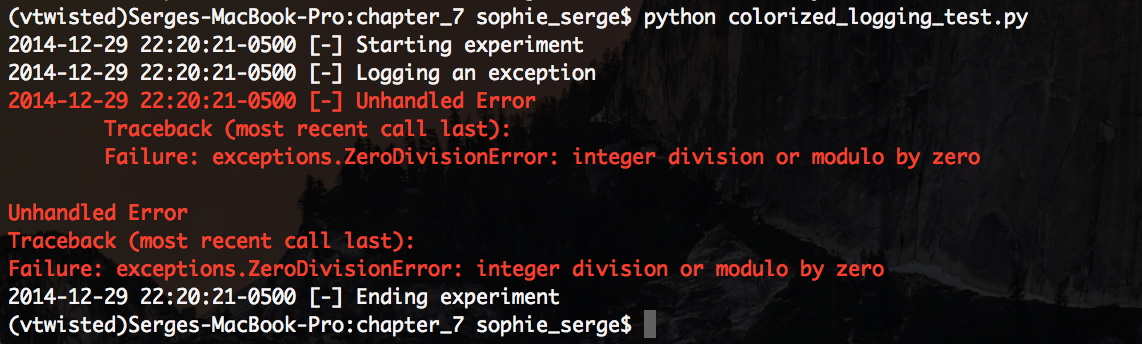 (vtwisted)Serges-MacBook-Pro:chapter_7 sophie_serge$ python colorized_logging_test.py
2014-12-29 22:20:21-0500 [-] Starting experiment
2014-12-29 22:20:21-0500 [-] Logging an exception
2014-12-29 22:20:21-0500 [-] Unhandled Error
Traceback (most recent call last):
Failure: exceptions.ZeroDivisionError: integer division or modulo by zero
Unhandled Error
Traceback (most recent call last):
Failure: exceptions.ZeroDivisionError: integer division or modulo by zero
2014-12-29 22:20:21-0500 [-] Ending experiment
(vtwisted)Serges-MacBook-Pro:chapter_7 sophie_serge$